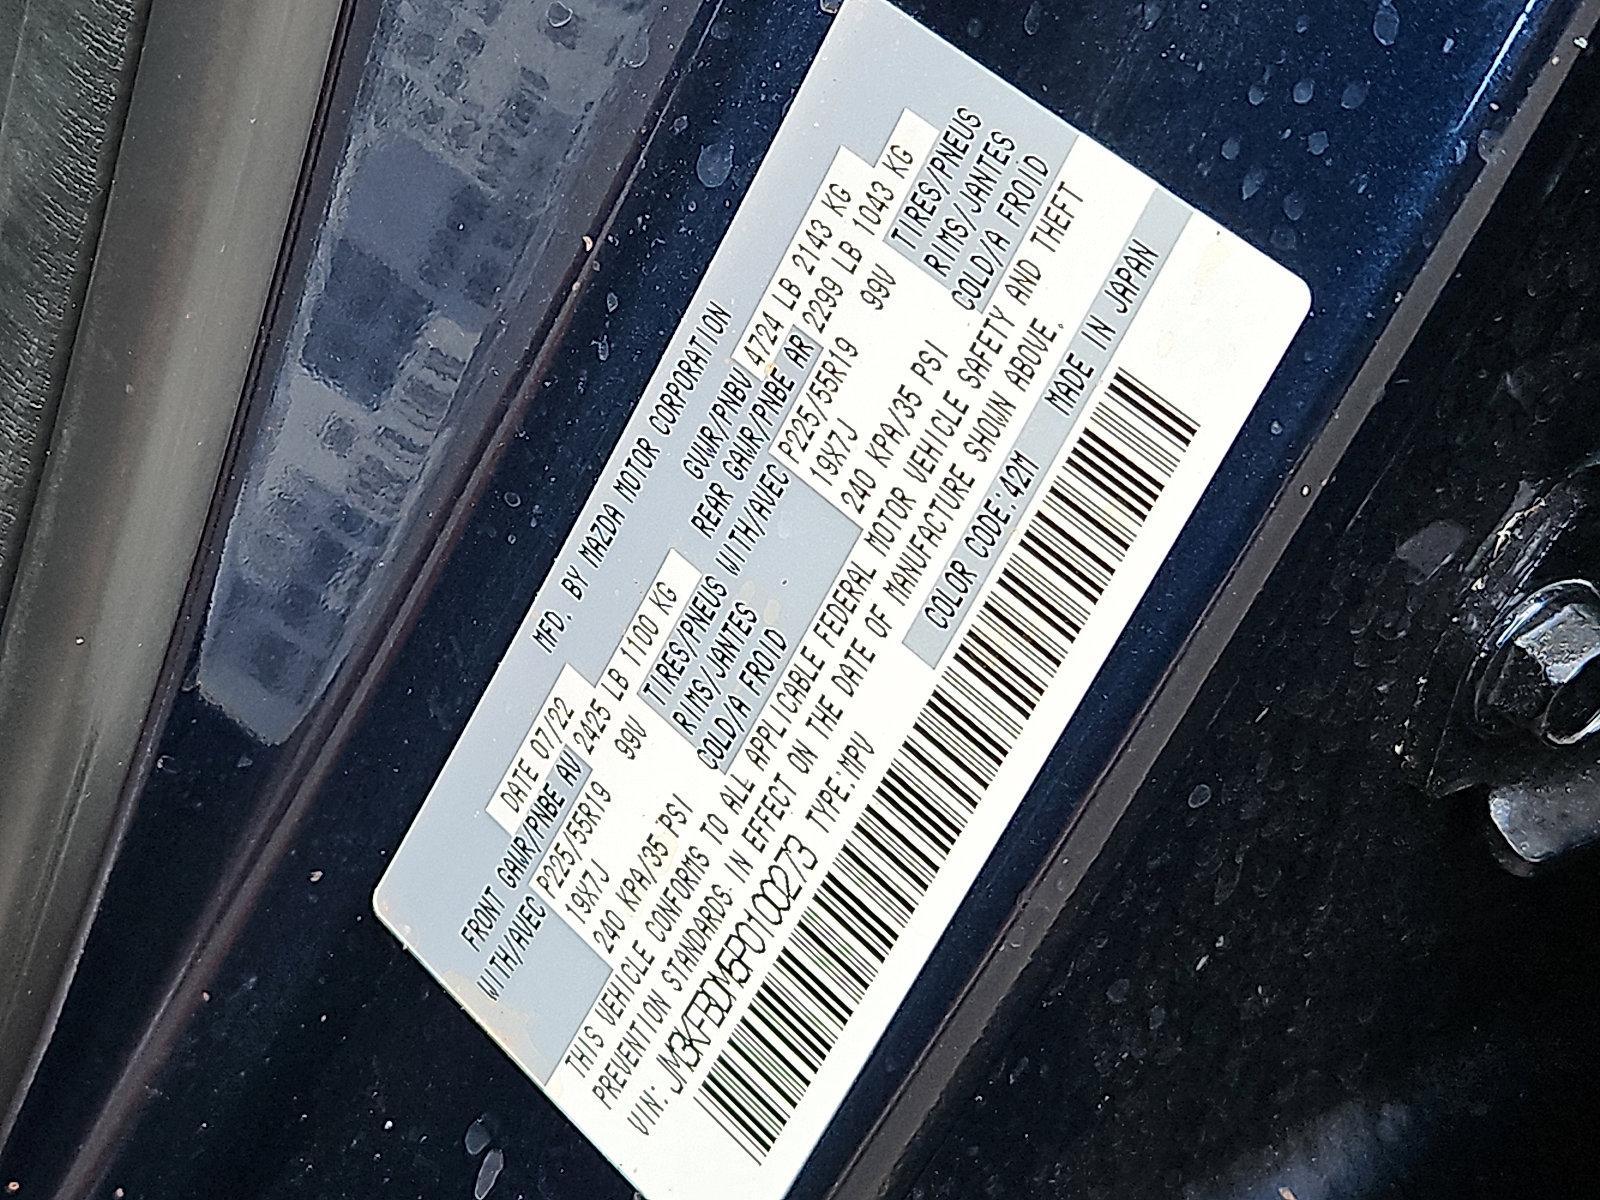 MFD. BY MAZDA MOTOR CORPORATION
DATE 07/22 GVWR/PNBV 4724 LB 2143 KG
FRONT GAWR/PNBE AV 2425 LB 1100 KG REAR GAWR/PNBE AR 2299 LB 1043 KG
WITH/AVEC P225/55R19 99V TIRES/PNEUS WITH/AVEC P225/55R19 99V TIRES/PNEUS
19X7J RIMS/JANTES 19X7J RIMS/JANTES
240 KPA/35 PSI COLD/A FROID 240 KPA/35 PSI COLD/A FROID
THIS VEHICLE CONFORMS TO ALL APPLICABLE FEDERAL MOTOR VEHICLE SAFETY AND THEFT
PREVENTION STANDARDS IN EFFECT ON THE DATE OF MANUFACTURE SHOWN ABOVE.
VIN: JM3KFBDM5P0100273 TYPE:MPV COLOR CODE:42M MADE IN JAPAN